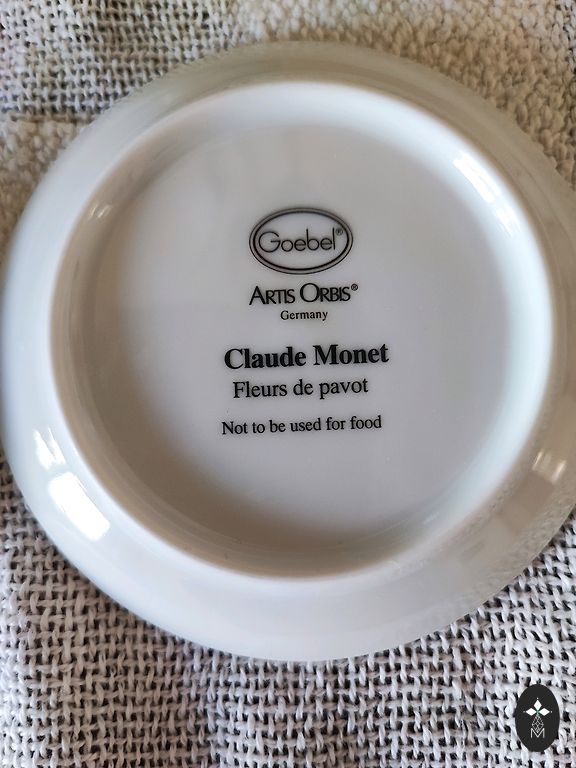 Goebel®
ARTIS ORBIS®
Germany
Claude Monet
Fleurs de pavot
Not to be used for food
M